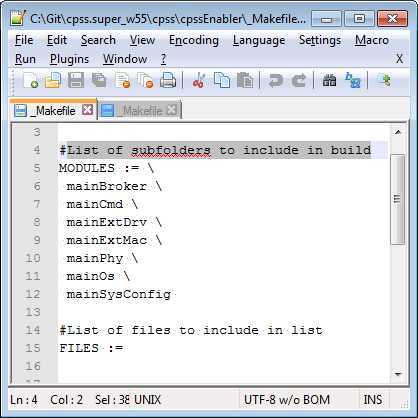 C:\Git\cpss.super_w55\cpss\cpssEnabler\_Makefile...
File Edit Search View Encoding Language Settings Macro
Run Plugins Window ? X
_Makefile _Makefile
3
4 #List of subfolders to include in build
5 MODULES := \
6 mainBroker \
7 mainCmd \
8 mainExtDrv \
9 mainExtMac \
10 mainPhy \
11 mainOs \
12 mainSysConfig
13
14 #List of files to include in list
15 FILES :=
16
17
Ln : 4 Col : 2 Sel : 38 UNIX UTF-8 w/o BOM INS